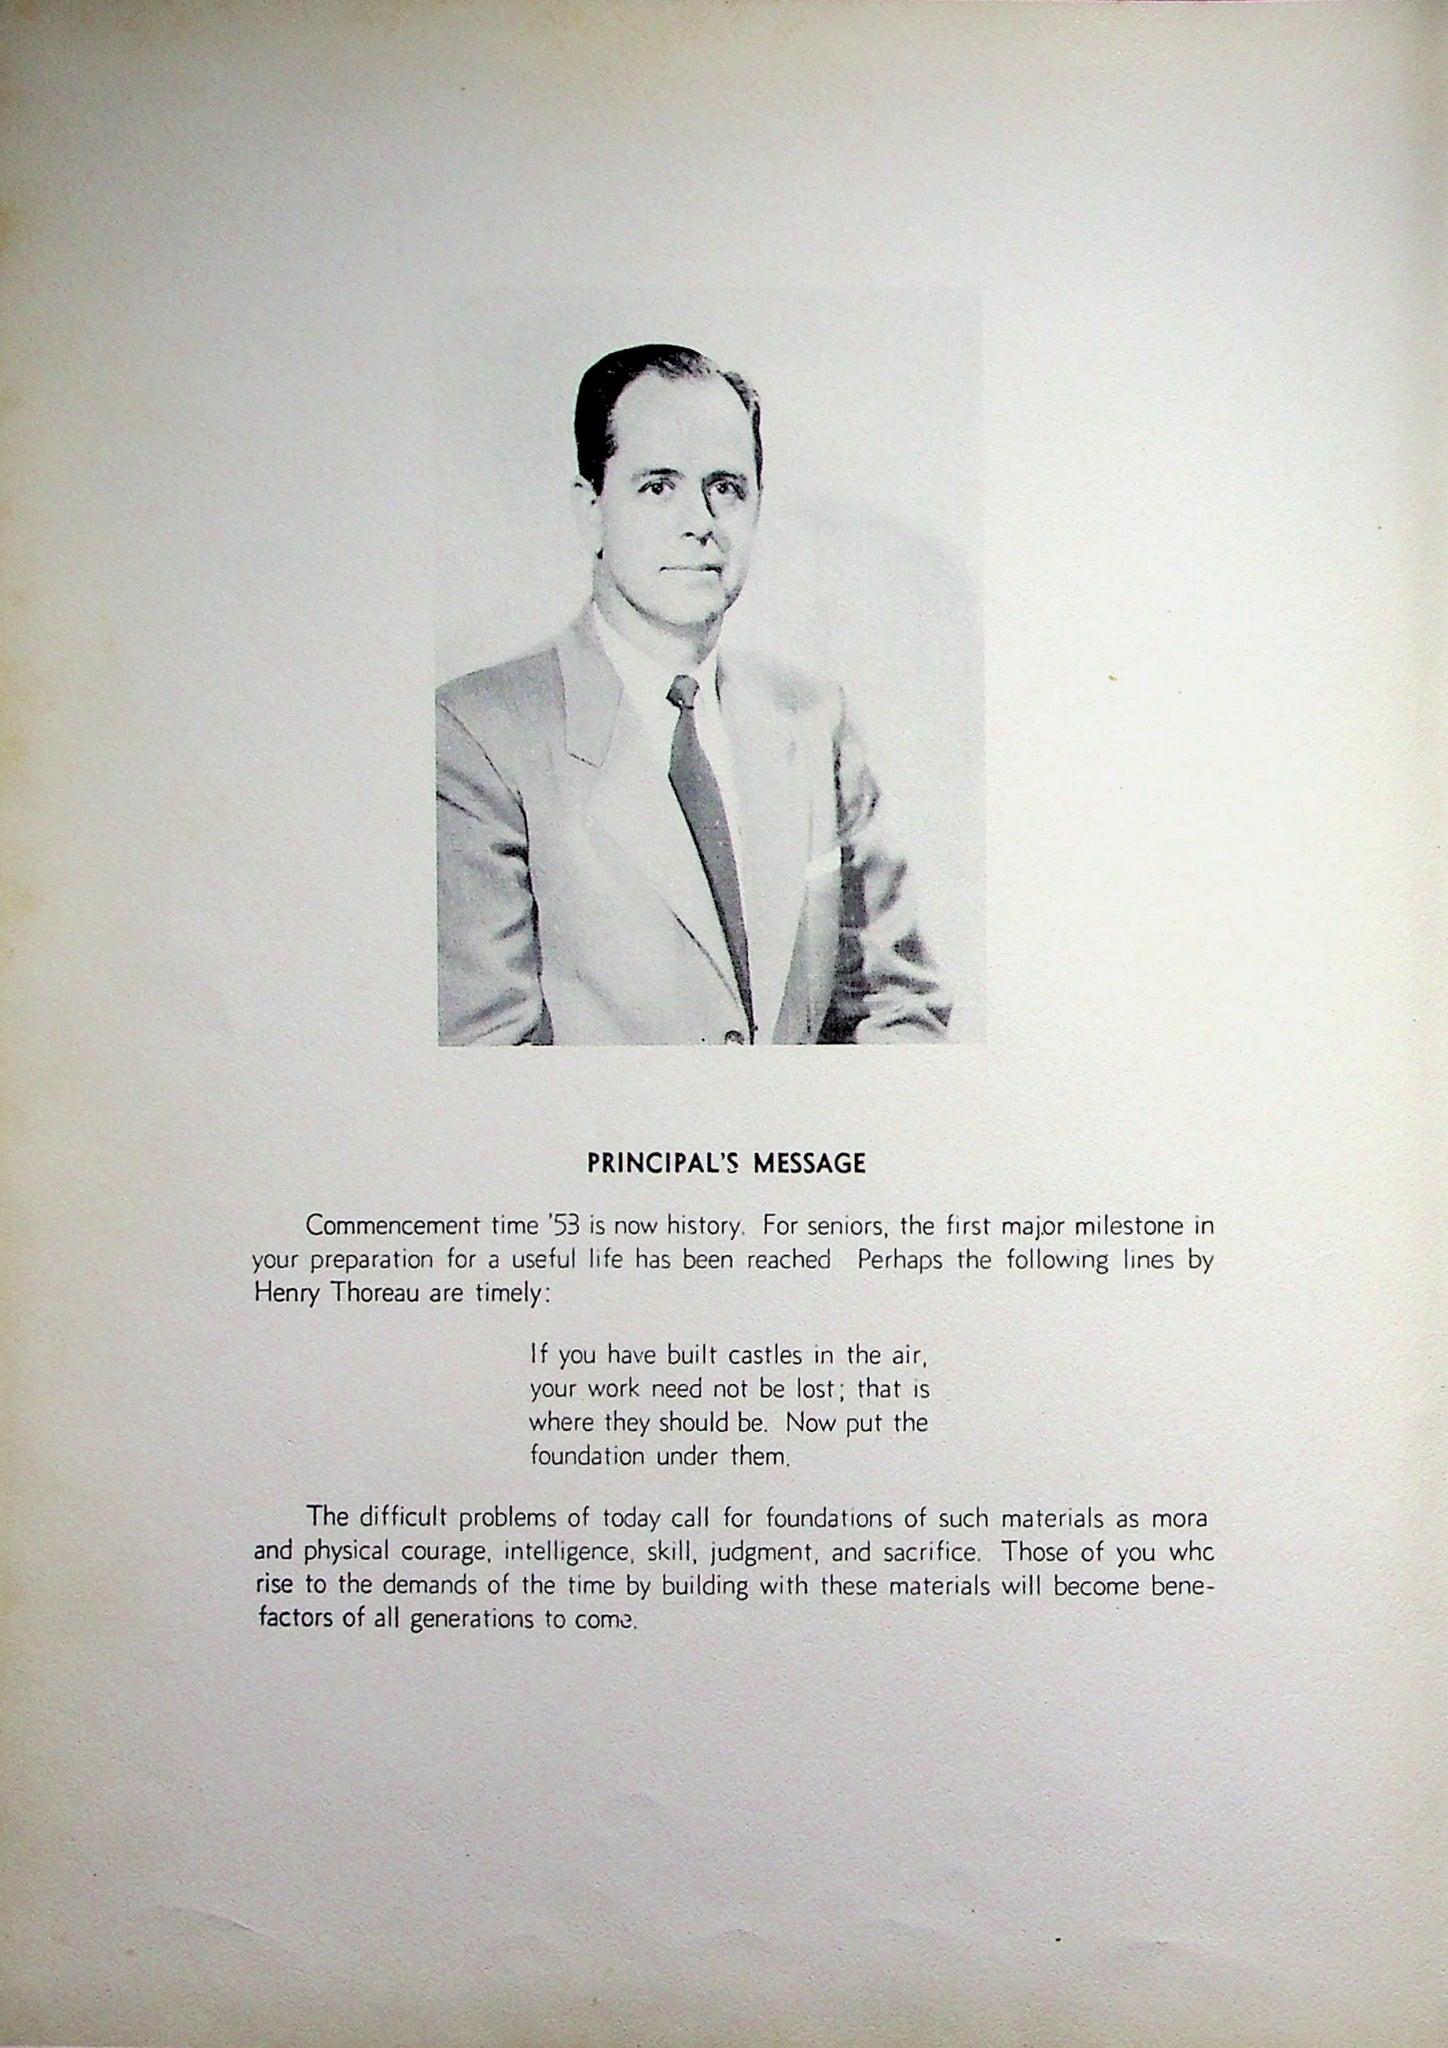 PRINCIPAL'S MESSAGE
Commencement time '53 is now history. For seniors, the first major milestone in
your preparation for a useful life has been reached Perhaps the following lines by
Henry Thoreau are timely:
If you have built castles in the air,
your work need not be lost; that is
where they should be. Now put the
foundation under them.
The difficult problems of today call for foundations of such materials as mora
and physical courage, intelligence, skill, judgment, and sacrifice. Those of you who
rise to the demands of the time by building with these materials will become bene-
factors of all generations to come.